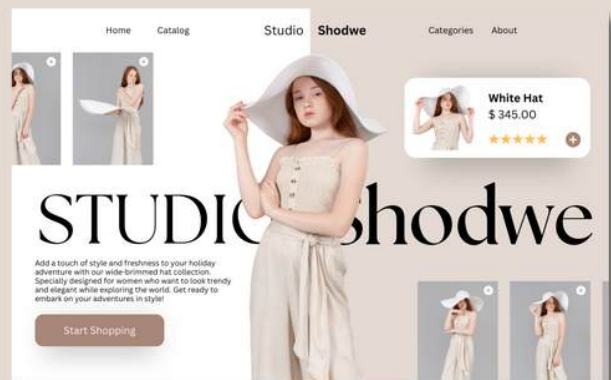 Home Catalog Studio Shodwe Categories About
White Hat
$ 345.00
STUDIO Shodwe
Add a touch of style and freshness to your holiday
adventure with our wide-brimmed hat collection.
Specially designed for women who want to look trendy
and elegant while exploring the world. Get ready to
embark on your adventures in style!
Start Shopping